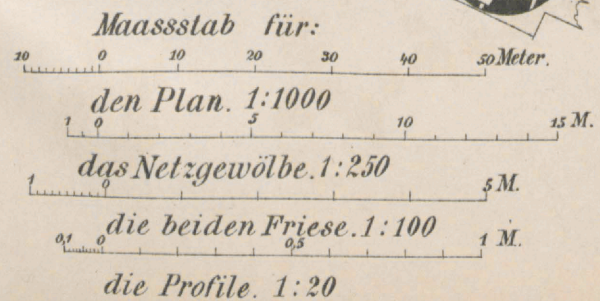 Maassstab für:
10 0 10 20 30 40 50 Meter.
den Plan. 1:1000
1 0 5 10 15 M.
das Netzgewölbe. 1:250
1 0 5 M.
die beiden Friese. 1:100
0,1 0 0,5 1 M.
die Profile. 1:20